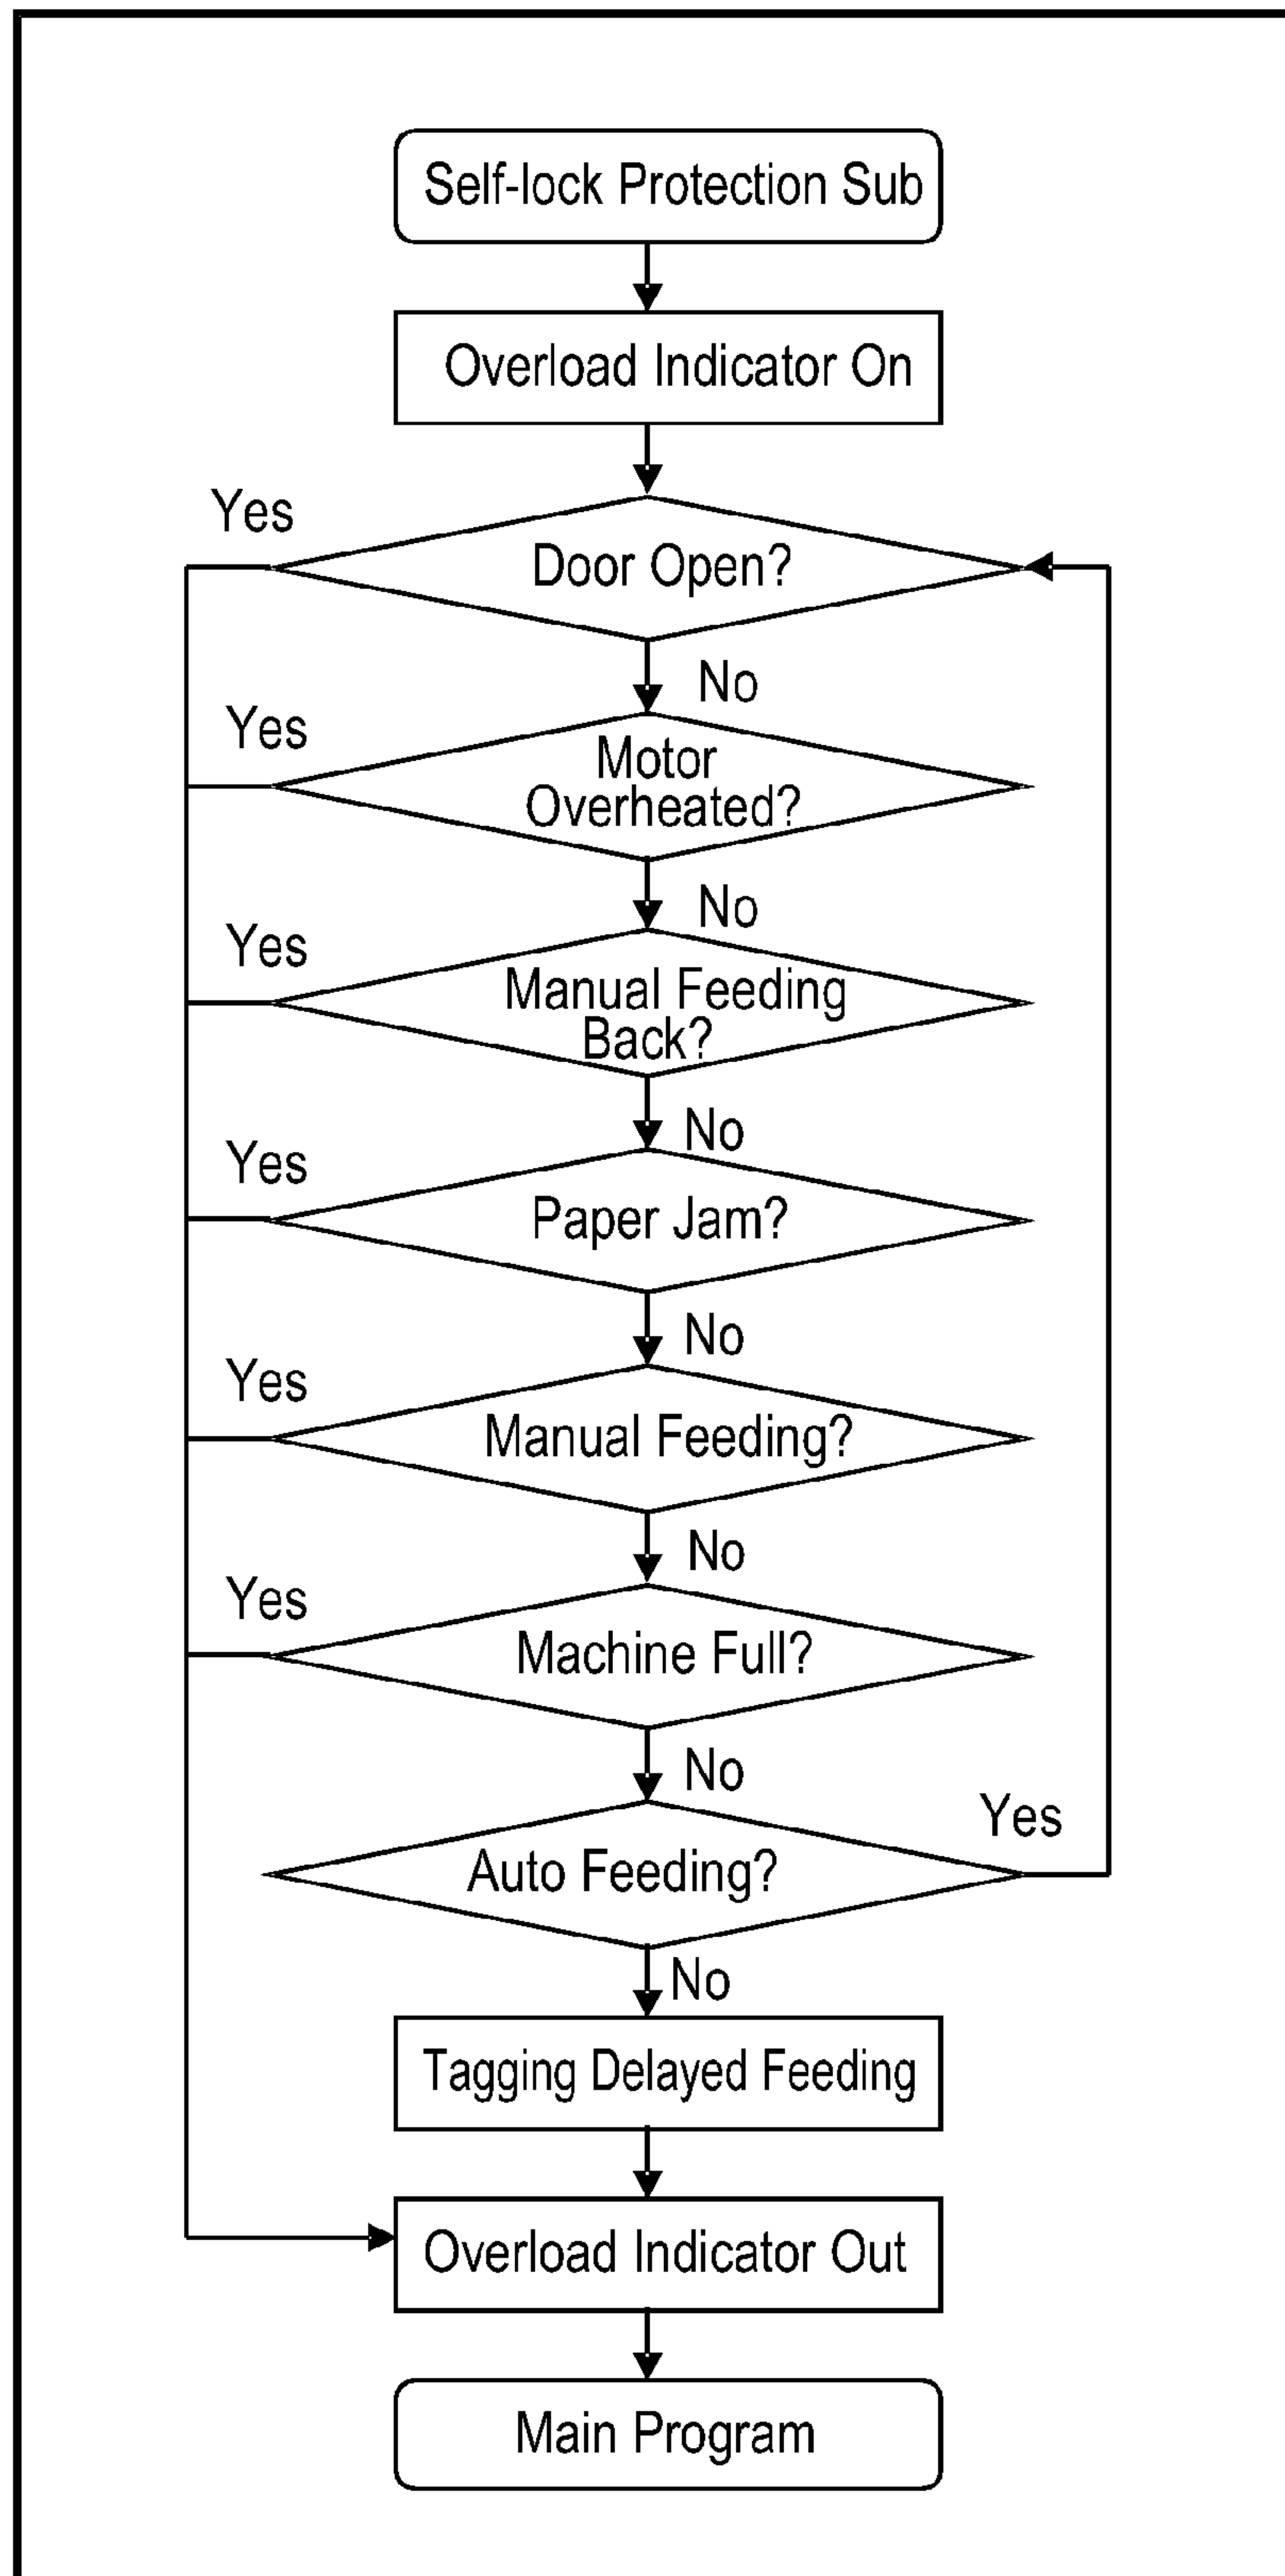 Self-lock Protection Sub
Overload Indicator On
Yes
Door Open?
No
Yes
Motor
Overheated?
No
Yes
Manual Feeding
Back?
No
Yes
Paper Jam?
No
Yes
Manual Feeding?
No
Yes
Machine Full?
No
Yes
Auto Feeding?
No
Tagging Delayed Feeding
Overload Indicator Out
Main Program